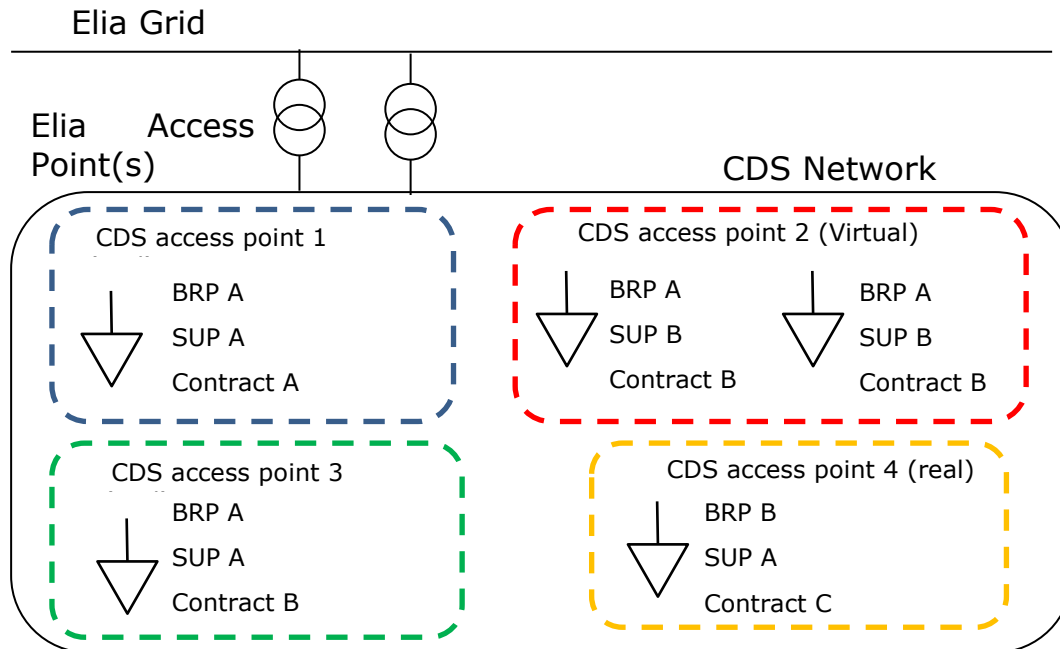 Elia Grid
Elia Access
Point(s)
CDS Network
CDS access point 1
BRP A
SUP A
Contract A
CDS access point 2 (Virtual)
BRP A
SUP B
Contract B
BRP A
SUP B
Contract B
CDS access point 3
BRP A
SUP A
Contract B
CDS access point 4 (real)
BRP B
SUP A
Contract C